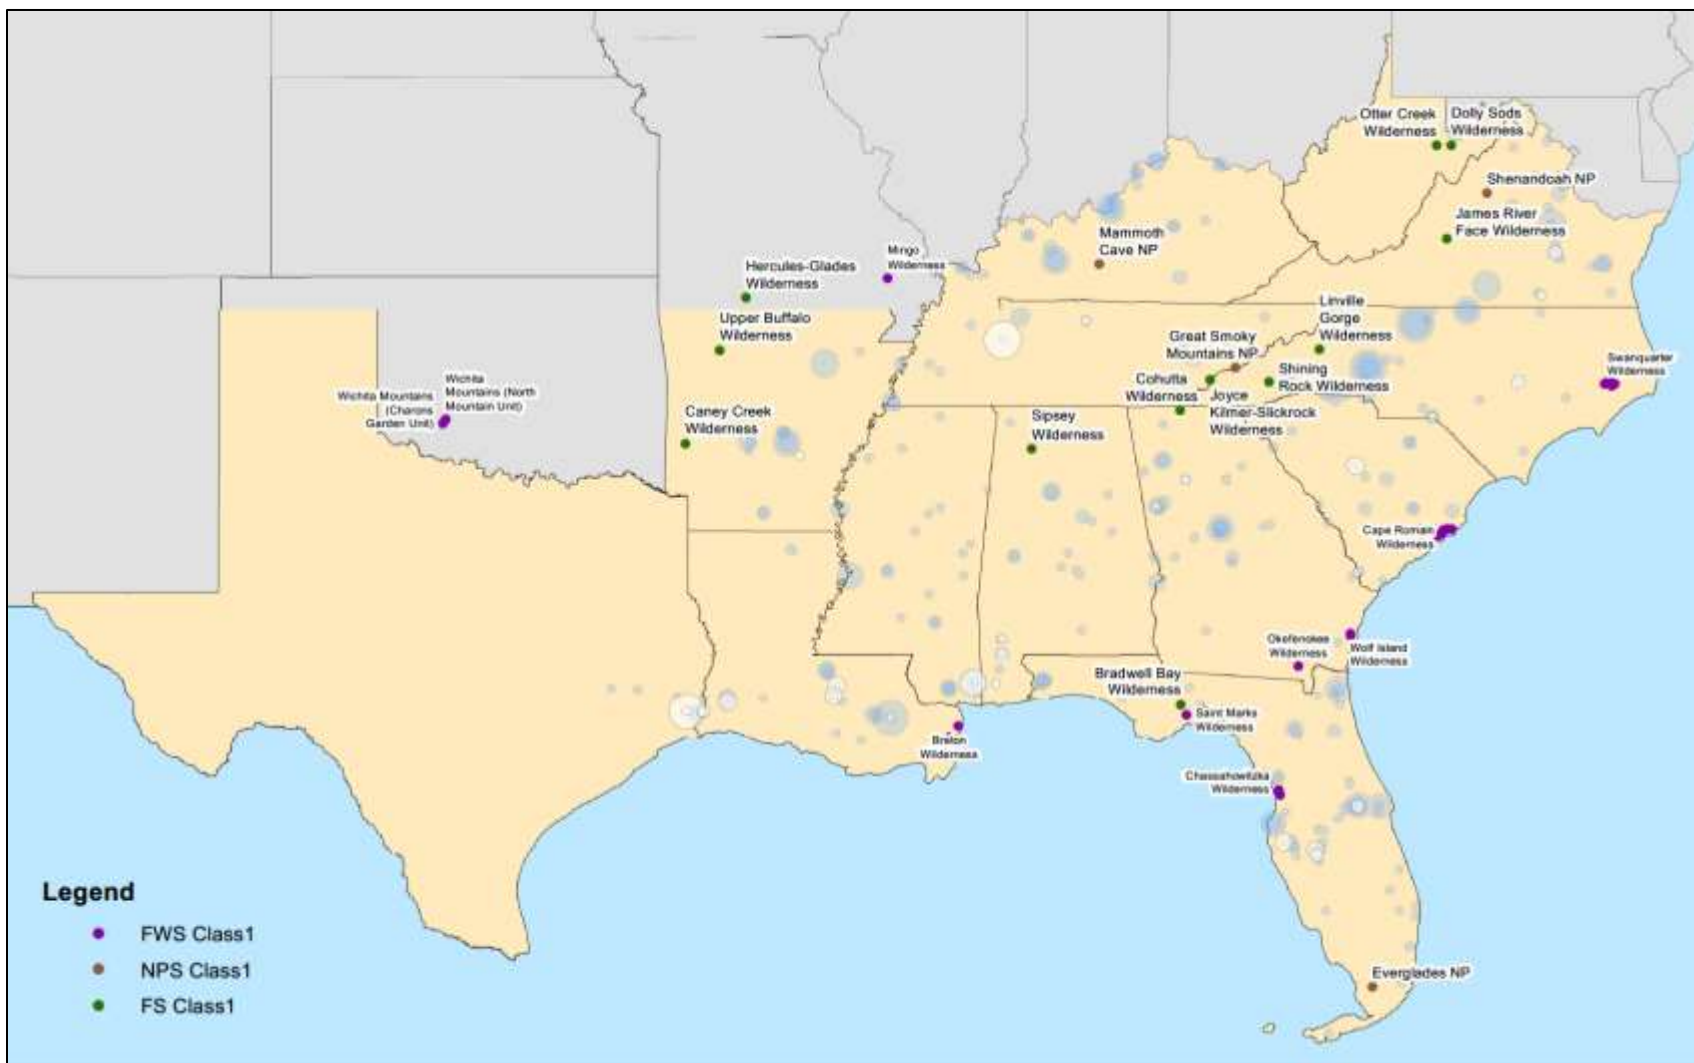 Otter Creek
Wilderness
Dolly Sods
Wilderness
Shenandoah NP
James River
Face Wilderness
Mammoth
Cave NP
Mingo
Wilderness
Hercules-Glades
Wilderness
Upper Buffalo
Wilderness
Linville
Gorge
Wilderness
Great Smoky
Mountains NP
Swanquarter
Wilderness
Shining
Rock Wilderness
Cohutta
Wilderness
Joyce
Kilmer-Slickrock
Wilderness
Wichita
Mountains (North
Mountain Unit)
Wichita Mountains
(Charons
Garden Unit)
Caney Creek
Wilderness
Sipsey
Wilderness
Cape Romain
Wilderness
Okefenokee
Wilderness
Wolf Island
Wilderness
Bradwell Bay
Wilderness
Saint Marks
Wilderness
Breton
Wilderness
Chassahowitzka
Wilderness
Everglades NP
Legend
FWS Class1
NPS Class1
FS Class1